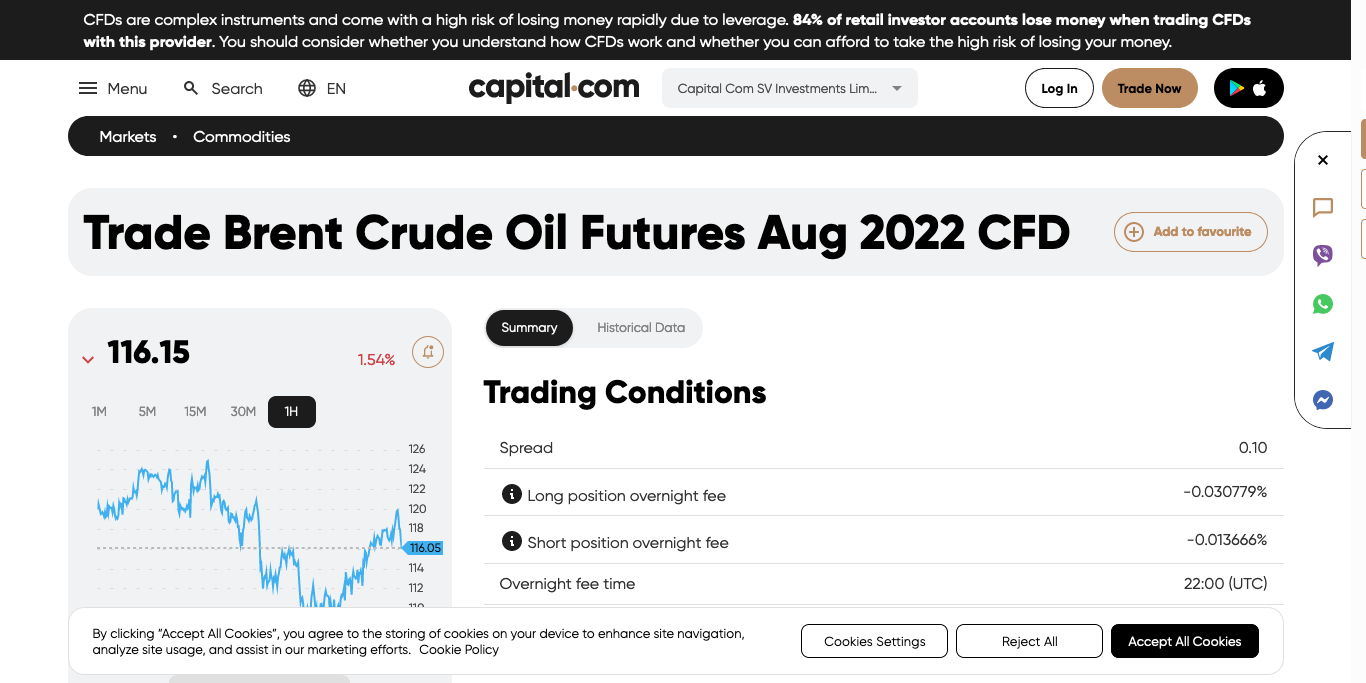 CFDs are complex instruments and come with a high risk of losing money rapidly due to leverage. 84% of retail investor accounts lose money when trading CFDs
with this provider. You should consider whether you understand how CFDs work and whether you can afford to take the high risk of losing your money.
Menu Search EN capital.com Capital Com SV Investments Lim... Log In Trade Now
Markets • Commodities
Trade Brent Crude Oil Futures Aug 2022 CFD Add to favourite
116.15 1.54%
1M 5M 15M 30M 1H
126
124
122
120
118
116.05
114
112
Summary Historical Data
Trading Conditions
Spread 0.10
Long position overnight fee -0.030779%
Short position overnight fee -0.013666%
Overnight fee time 22:00 (UTC)
By clicking “Accept All Cookies”, you agree to the storing of cookies on your device to enhance site navigation,
analyze site usage, and assist in our marketing efforts. Cookie Policy
Cookies Settings Reject All Accept All Cookies